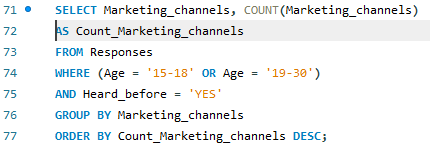 71 SELECT Marketing_channels, COUNT(Marketing_channels)
72 AS Count_Marketing_channels
73 FROM Responses
74 WHERE (Age = '15-18' OR Age = '19-30')
75 AND Heard_before = 'YES'
76 GROUP BY Marketing_channels
77 ORDER BY Count_Marketing_channels DESC;